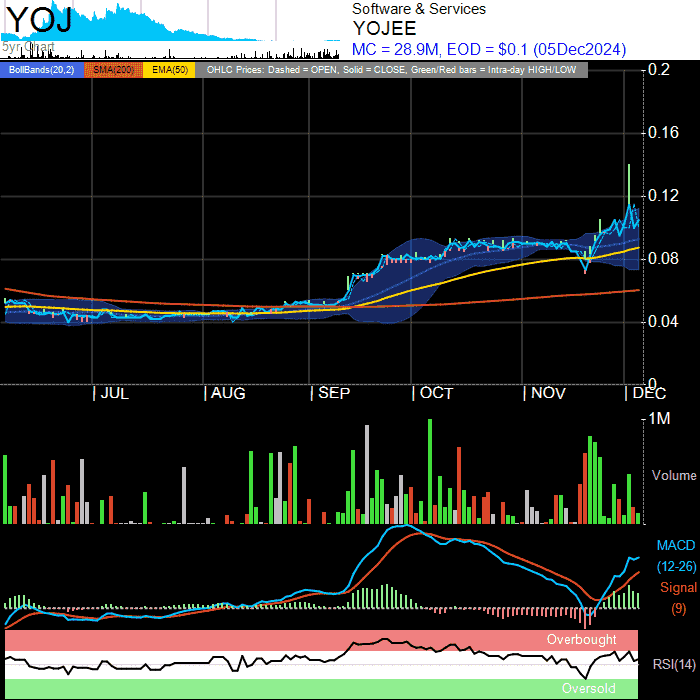 YOJ
5yr Chart
Software & Services
YOJEE
MC = 28.9M, EOD = $0.1 (05Dec2024)
BollBands(20,2) SMA(200) EMA(50) OHLC Prices: Dashed = OPEN, Solid = CLOSE, Green/Red bars = Intra-day HIGH/LOW
0.2
0.16
0.12
0.08
0.04
0
JUL AUG SEP OCT NOV DEC
1M
Volume
MACD
(12-26)
Signal
(9)
Overbought
RSI(14)
Oversold